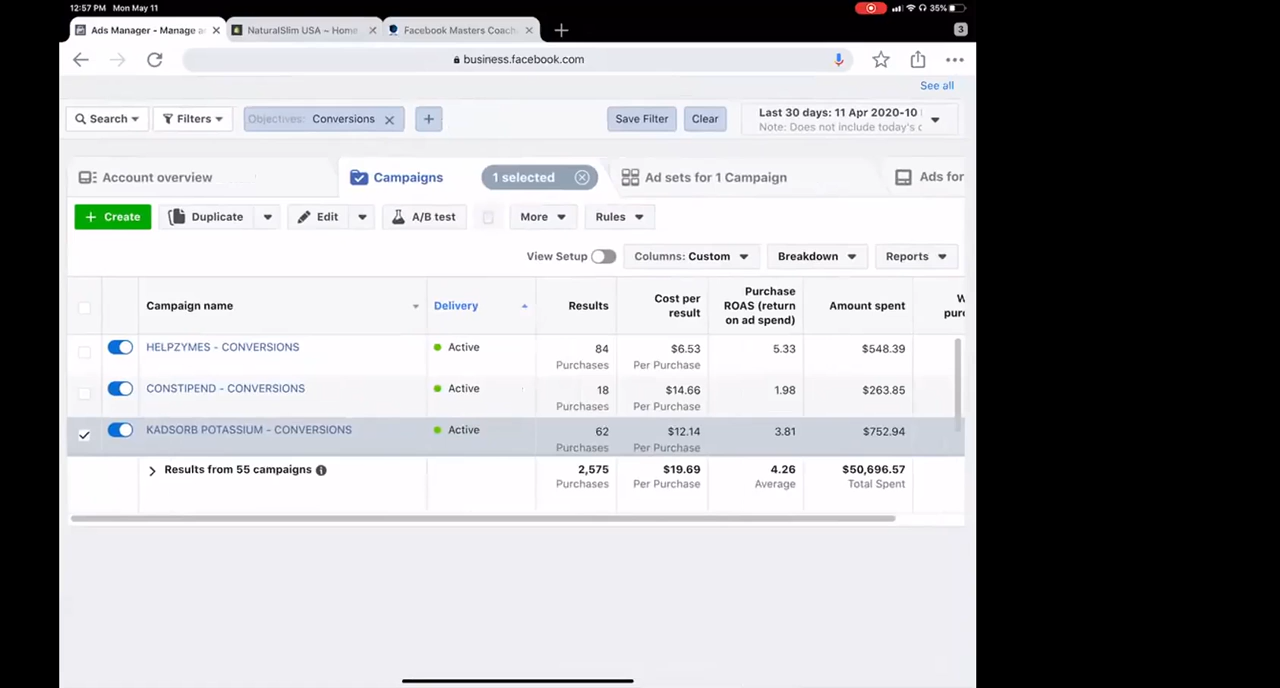 12:57 PM Mon May 11
35%
Ads Manager - Manage a
NaturalSlim USA ~ Home
Facebook Masters Coach
3
business.facebook.com
See all
Search
Filters
Objectives: Conversions
+
Save Filter
Clear
Last 30 days: 11 Apr 2020-10
Note: Does not include today's c
Account overview
Campaigns
1 selected
Ad sets for 1 Campaign
Ads for
+ Create
Duplicate
Edit
A/B test
More
Rules
View Setup
Columns: Custom
Breakdown
Reports
Campaign name
Delivery
Results
Cost per
result
Purchase
ROAS (return
on ad spend)
Amount spent
W
purc
HELPZYMES - CONVERSIONS
Active
84
Purchases
$6.53
Per Purchase
5.33
$548.39
CONSTIPEND - CONVERSIONS
Active
18
Purchases
$14.66
Per Purchase
1.98
$263.85
KADSORB POTASSIUM - CONVERSIONS
Active
62
Purchases
$12.14
Per Purchase
3.81
$752.94
Results from 55 campaigns
2,575
Purchases
$19.69
Per Purchase
4.26
Average
$50,696.57
Total Spent